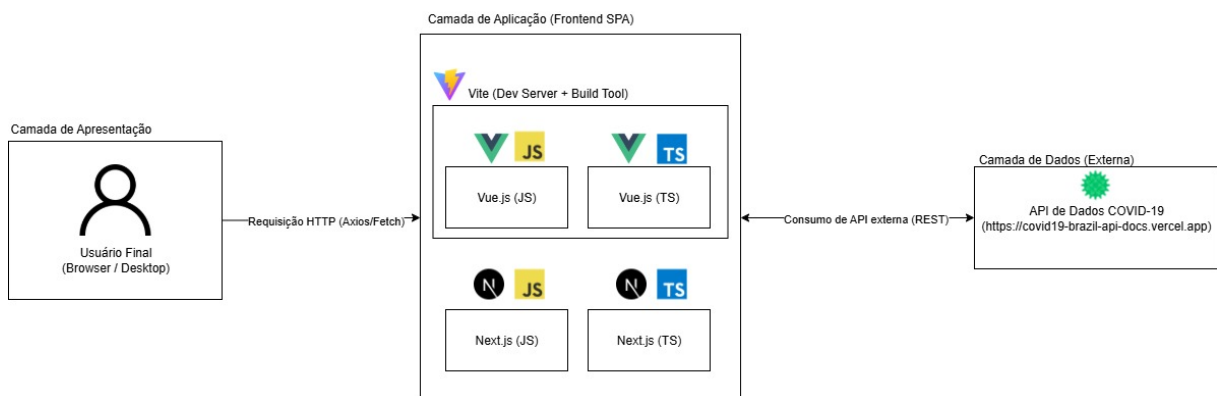 Camada de Aplicação (Frontend SPA)
Vite (Dev Server + Build Tool)
Camada de Apresentação
JS
TS
Camada de Dados (Externa)
Vue.js (JS)
Vue.js (TS)
Requisição HTTP (Axios/Fetch)
Consumo de API externa (REST)
API de Dados COVID-19
(https://covid19-brazil-api-docs.vercel.app)
Usuário Final
(Browser / Desktop)
N
JS
N
TS
Next.js (JS)
Next.js (TS)